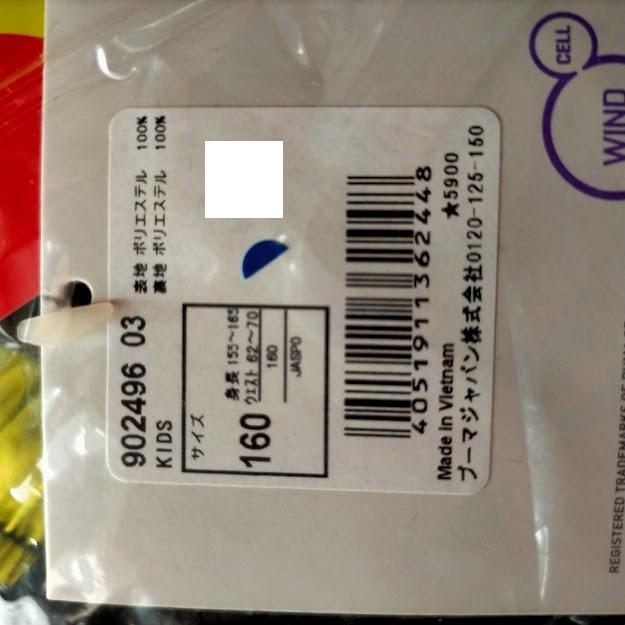 902496 03
KIDS
表地 ポリエステル 100%
裏地 ポリエステル 100%
サイズ
160
身長 155～165
ウエスト 62～70
160
JASPO
4051911362448
★5900
Made in Vietnam
プーマジャパン株式会社0120-125-150
WIND
CELL